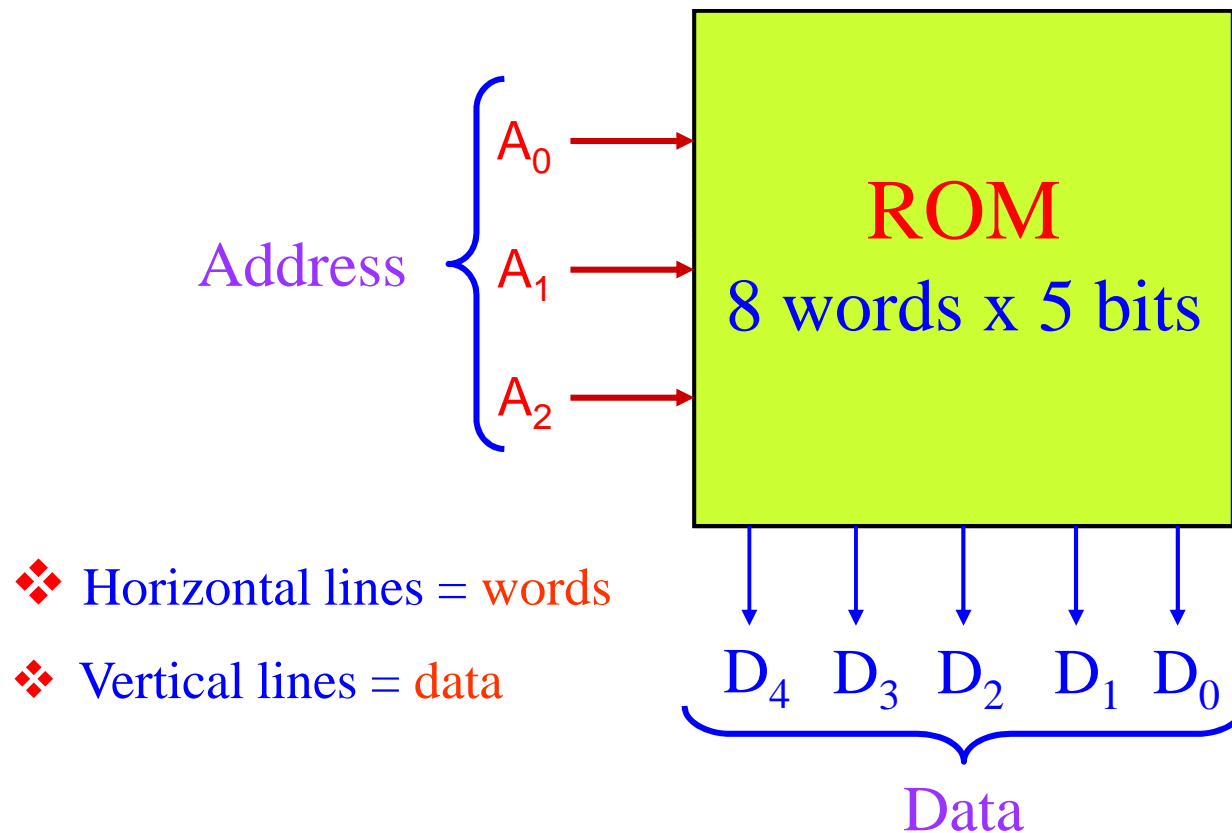 A₀
A₁
A₂
Address
ROM
8 words x 5 bits
❖ Horizontal lines = words
❖ Vertical lines = data
D₄ D₃ D₂ D₁ D₀
Data